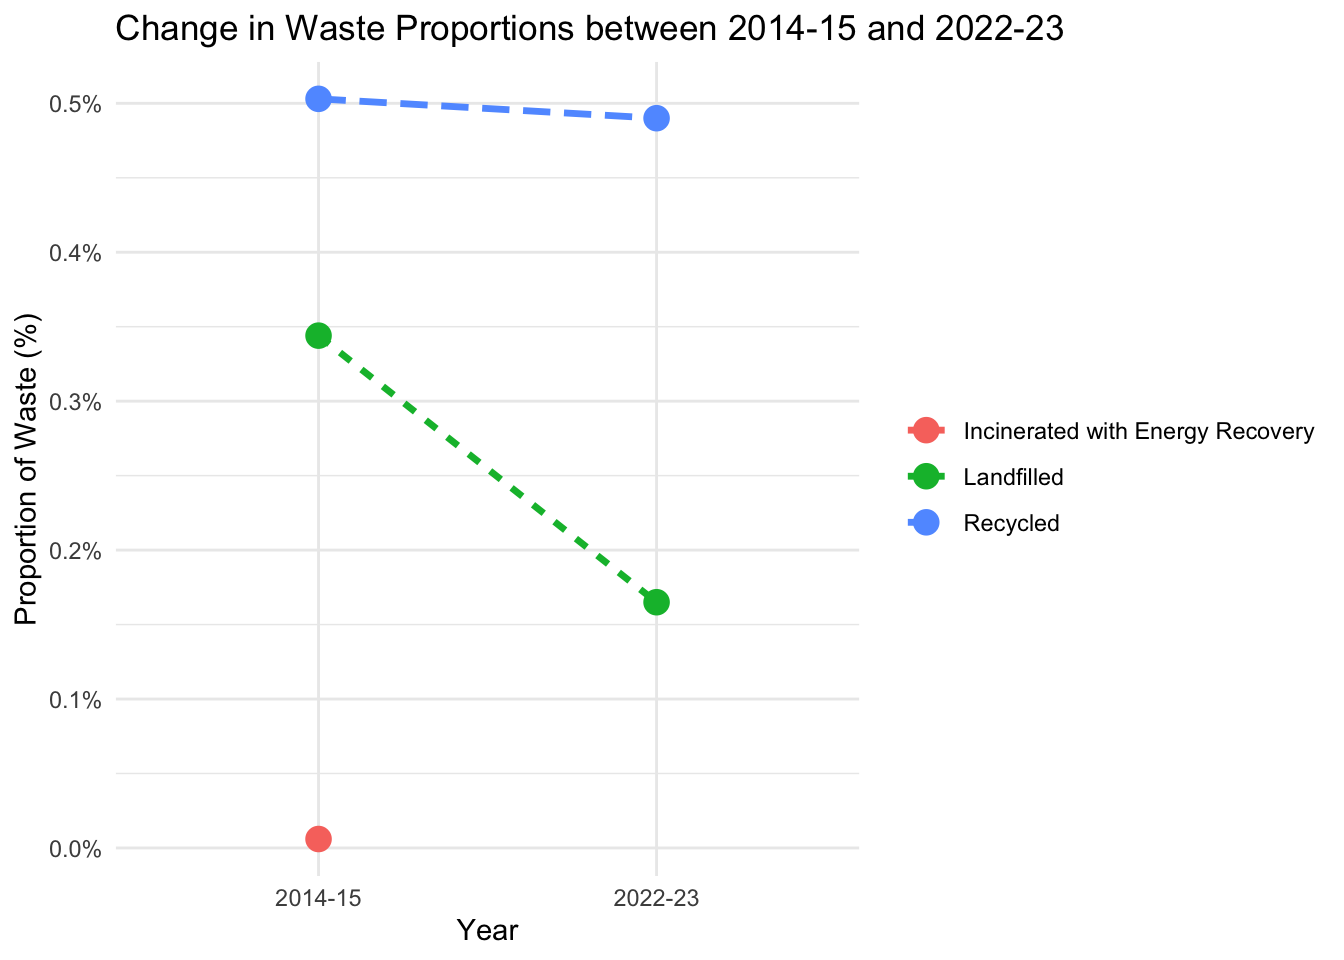 Change in Waste Proportions between 2014-15 and 2022-23
Proportion of Waste (%)
0.5%
0.4%
0.3%
0.2%
0.1%
0.0%
2014-15
2022-23
Year
Incinerated with Energy Recovery
Landfilled
Recycled